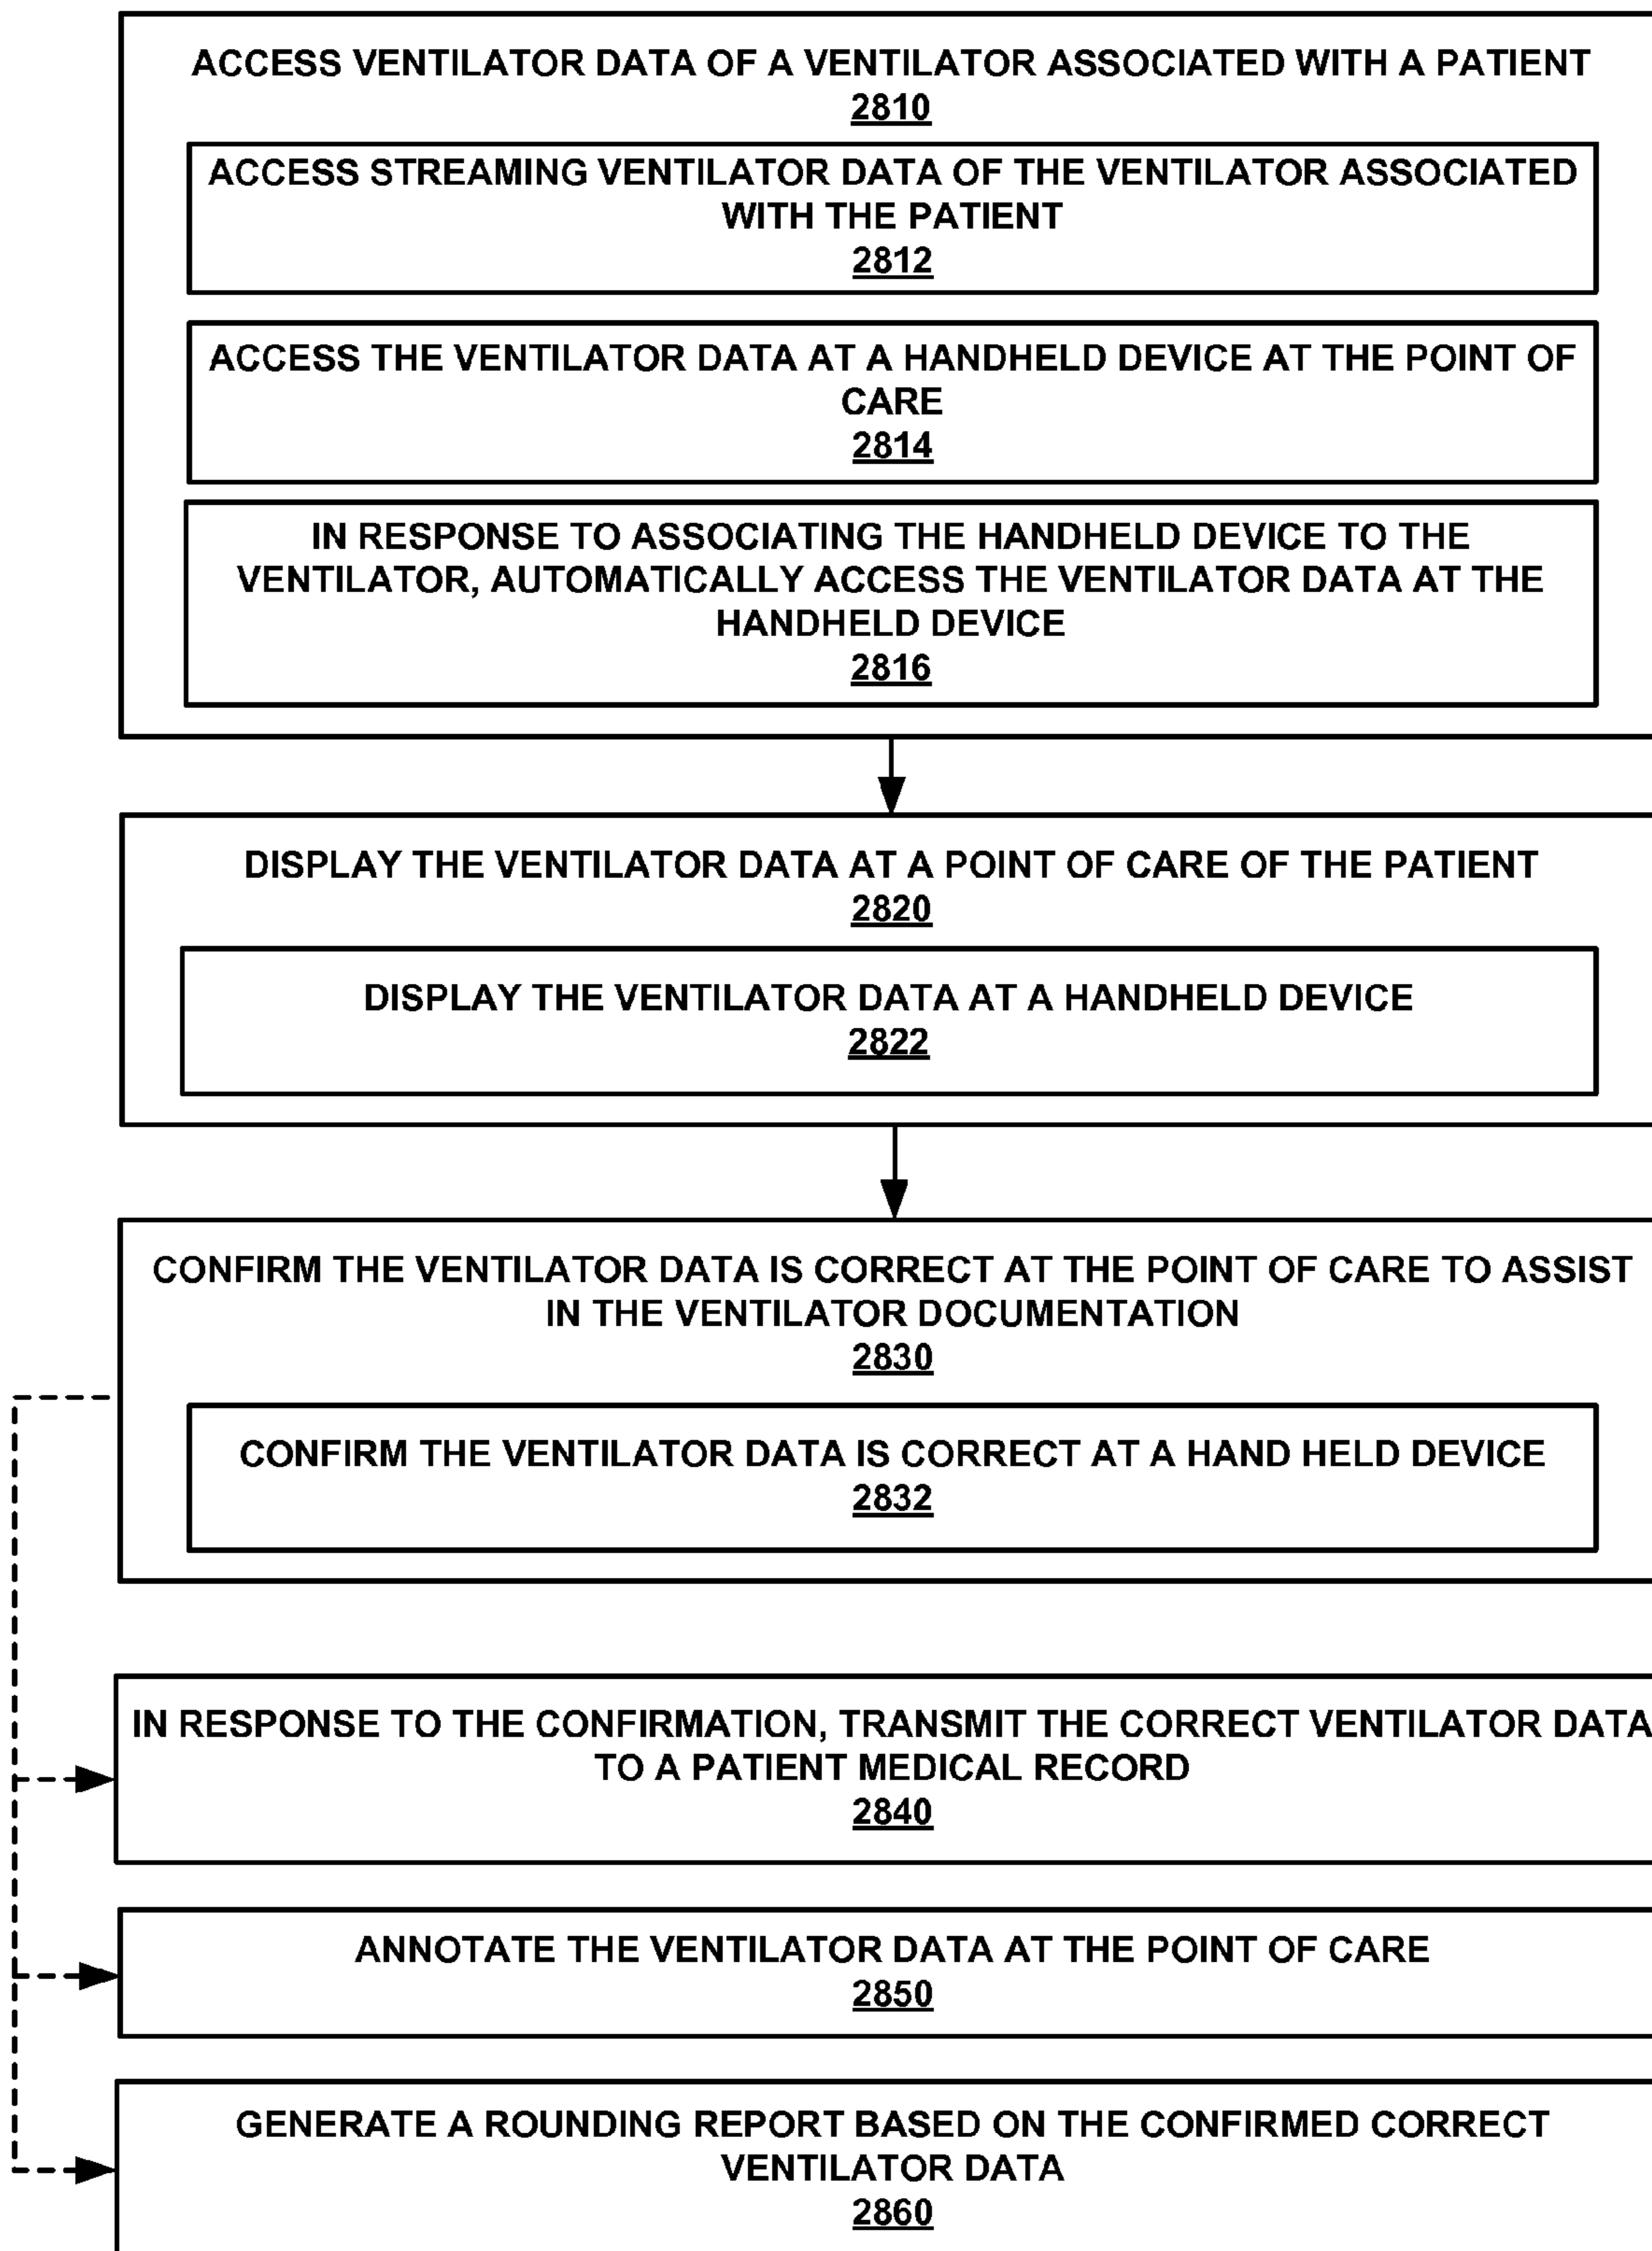 ACCESS VENTILATOR DATA OF A VENTILATOR ASSOCIATED WITH A PATIENT
2810
ACCESS STREAMING VENTILATOR DATA OF THE VENTILATOR ASSOCIATED
WITH THE PATIENT
2812
ACCESS THE VENTILATOR DATA AT A HANDHELD DEVICE AT THE POINT OF
CARE
2814
IN RESPONSE TO ASSOCIATING THE HANDHELD DEVICE TO THE
VENTILATOR, AUTOMATICALLY ACCESS THE VENTILATOR DATA AT THE
HANDHELD DEVICE
2816
DISPLAY THE VENTILATOR DATA AT A POINT OF CARE OF THE PATIENT
2820
DISPLAY THE VENTILATOR DATA AT A HANDHELD DEVICE
2822
CONFIRM THE VENTILATOR DATA IS CORRECT AT THE POINT OF CARE TO ASSIST
IN THE VENTILATOR DOCUMENTATION
2830
CONFIRM THE VENTILATOR DATA IS CORRECT AT A HAND HELD DEVICE
2832
IN RESPONSE TO THE CONFIRMATION, TRANSMIT THE CORRECT VENTILATOR DATA
TO A PATIENT MEDICAL RECORD
2840
ANNOTATE THE VENTILATOR DATA AT THE POINT OF CARE
2850
GENERATE A ROUNDING REPORT BASED ON THE CONFIRMED CORRECT
VENTILATOR DATA
2860